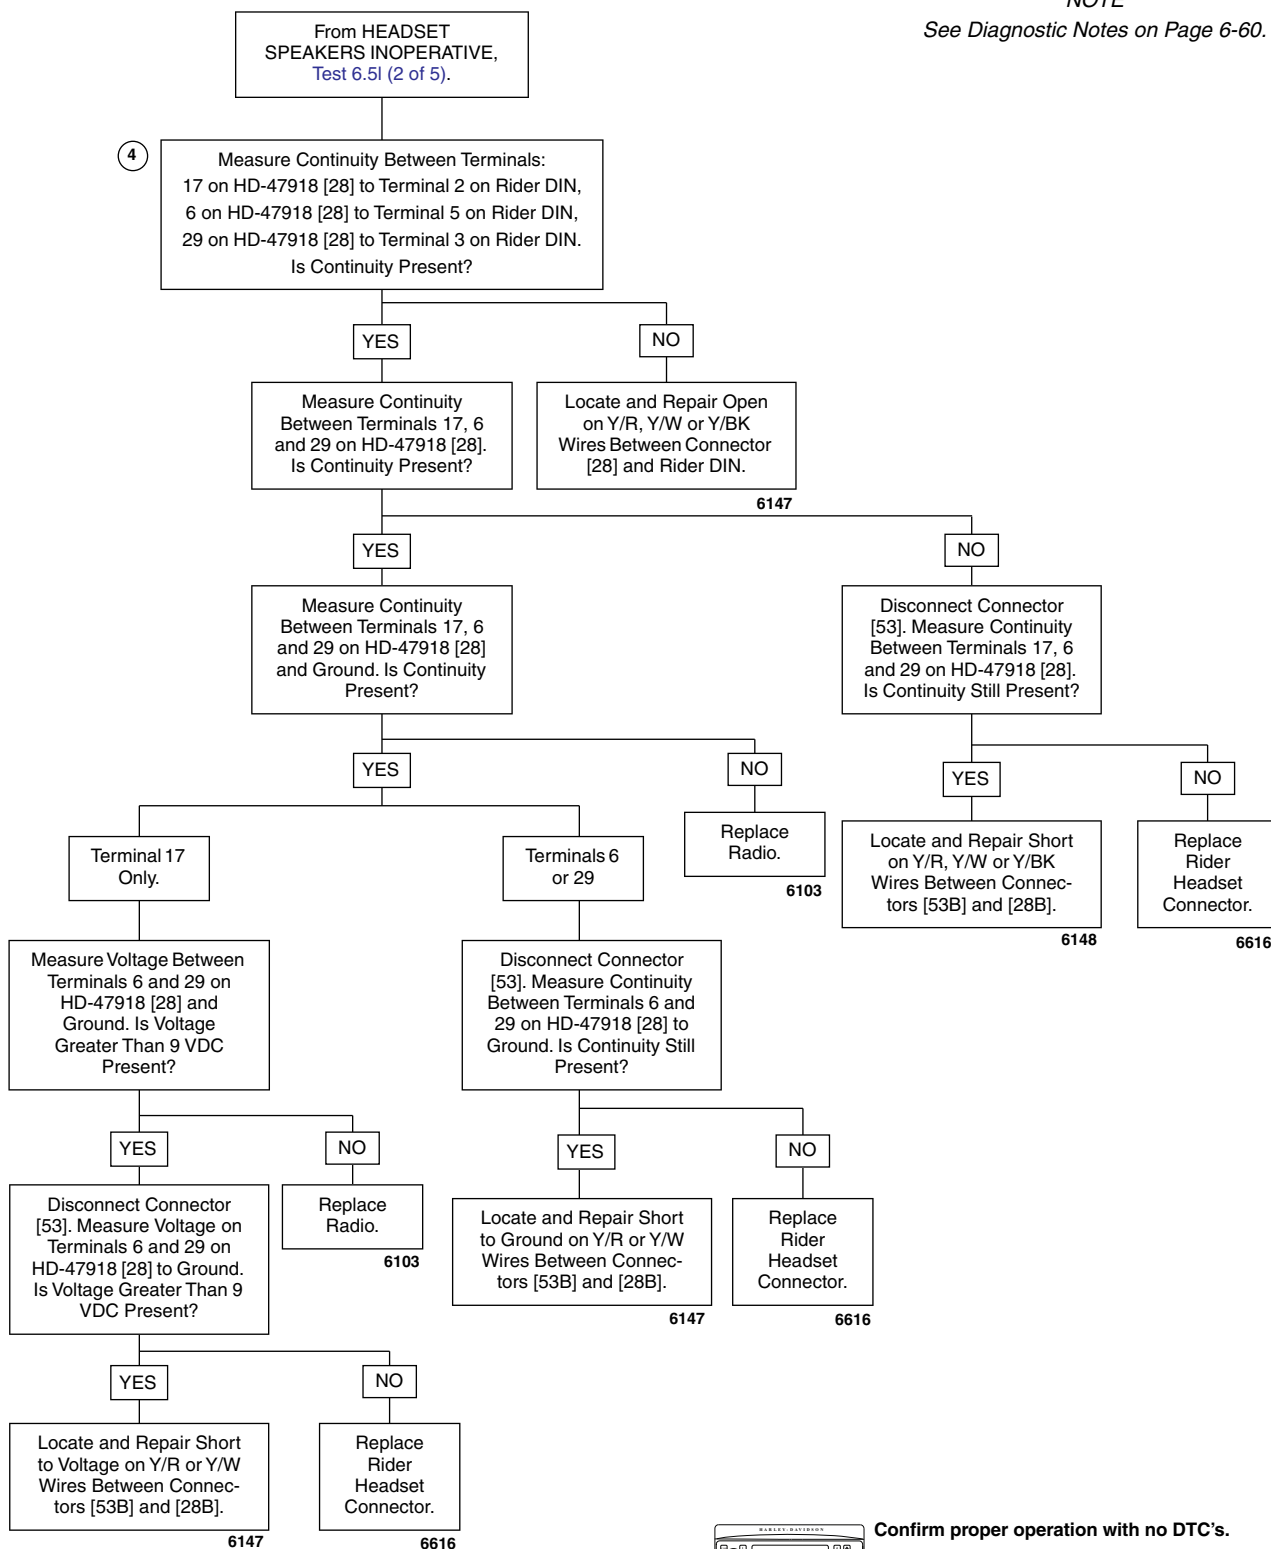 NOTE
See Diagnostic Notes on Page 6-60.
From HEADSET
SPEAKERS INOPERATIVE,
Test 6.5l (2 of 5).
4
Measure Continuity Between Terminals:
17 on HD-47918 [28] to Terminal 2 on Rider DIN,
6 on HD-47918 [28] to Terminal 5 on Rider DIN,
29 on HD-47918 [28] to Terminal 3 on Rider DIN.
Is Continuity Present?
YES
NO
Measure Continuity
Between Terminals 17, 6
and 29 on HD-47918 [28].
Is Continuity Present?
Locate and Repair Open
on Y/R, Y/W or Y/BK
Wires Between Connector
[28] and Rider DIN.
6147
YES
NO
Measure Continuity
Between Terminals 17, 6
and 29 on HD-47918 [28]
and Ground. Is Continuity
Present?
Disconnect Connector
[53]. Measure Continuity
Between Terminals 17, 6
and 29 on HD-47918 [28].
Is Continuity Still Present?
YES
NO
YES
NO
Replace
Radio.
6103
Locate and Repair Short
on Y/R, Y/W or Y/BK
Wires Between Connec-
tors [53B] and [28B].
6148
Replace
Rider
Headset
Connector.
6616
Terminal 17
Only.
Terminals 6
or 29
Measure Voltage Between
Terminals 6 and 29 on
HD-47918 [28] and
Ground. Is Voltage
Greater Than 9 VDC
Present?
Disconnect Connector
[53]. Measure Continuity
Between Terminals 6 and
29 on HD-47918 [28] to
Ground. Is Continuity Still
Present?
YES
NO
YES
NO
Disconnect Connector
[53]. Measure Voltage on
Terminals 6 and 29 on
HD-47918 [28] to Ground.
Is Voltage Greater Than 9
VDC Present?
Replace
Radio.
6103
Locate and Repair Short
to Ground on Y/R or Y/W
Wires Between Connec-
tors [53B] and [28B].
6147
Replace
Rider
Headset
Connector.
6616
YES
NO
Locate and Repair Short
to Voltage on Y/R or Y/W
Wires Between Connec-
tors [53B] and [28B].
6147
Replace
Rider
Headset
Connector.
6616
HARLEY-DAVIDSON
Confirm proper operation with no DTC's.